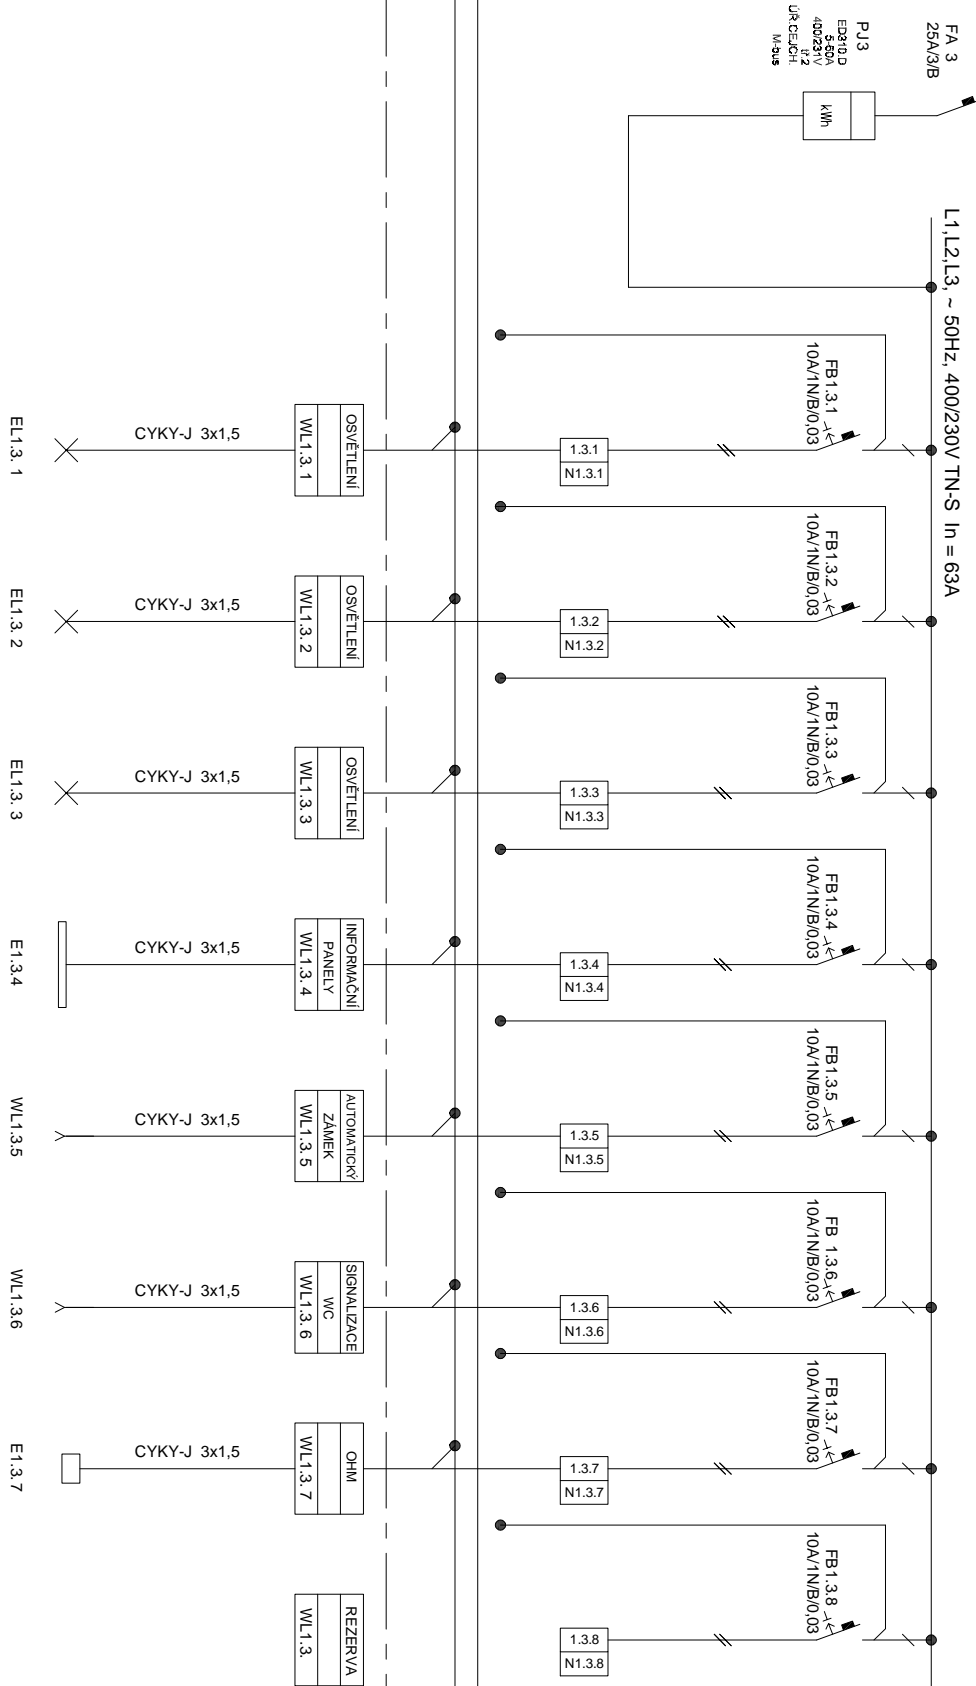 FA 3
25A/3/B
PJ3
ED310.D
5-60A
400/231V
tř.2
ÚŘ.CEJCH.
M-bus
kWh
L1,L2,L3, ~ 50Hz, 400/230V TN-S In = 63A
FB1.3.1
10A/1N/B/0,03
1.3.1
N1.3.1
OSVĚTLENÍ
WL1.3. 1
CYKY-J 3x1,5
EL1.3. 1
FB1.3.2
10A/1N/B/0,03
1.3.2
N1.3.2
OSVĚTLENÍ
WL1.3. 2
CYKY-J 3x1,5
EL1.3. 2
FB1.3.3
10A/1N/B/0,03
1.3.3
N1.3.3
OSVĚTLENÍ
WL1.3. 3
CYKY-J 3x1,5
EL1.3. 3
FB1.3.4
10A/1N/B/0,03
1.3.4
N1.3.4
INFORMAČNÍ
PANELY
WL1.3. 4
CYKY-J 3x1,5
E1.3.4
FB1.3.5
10A/1N/B/0,03
1.3.5
N1.3.5
AUTOMATICKÝ
ZÁMEK
WL1.3. 5
CYKY-J 3x1,5
WL1.3.5
FB 1.3.6
10A/1N/B/0,03
1.3.6
N1.3.6
SIGNALIZACE
WC
WL1.3. 6
CYKY-J 3x1,5
WL1.3.6
FB1.3.7
10A/1N/B/0,03
1.3.7
N1.3.7
OHM
WL1.3. 7
CYKY-J 3x1,5
E1.3.7
FB1.3.8
10A/1N/B/0,03
1.3.8
N1.3.8
REZERVA
WL1.3.